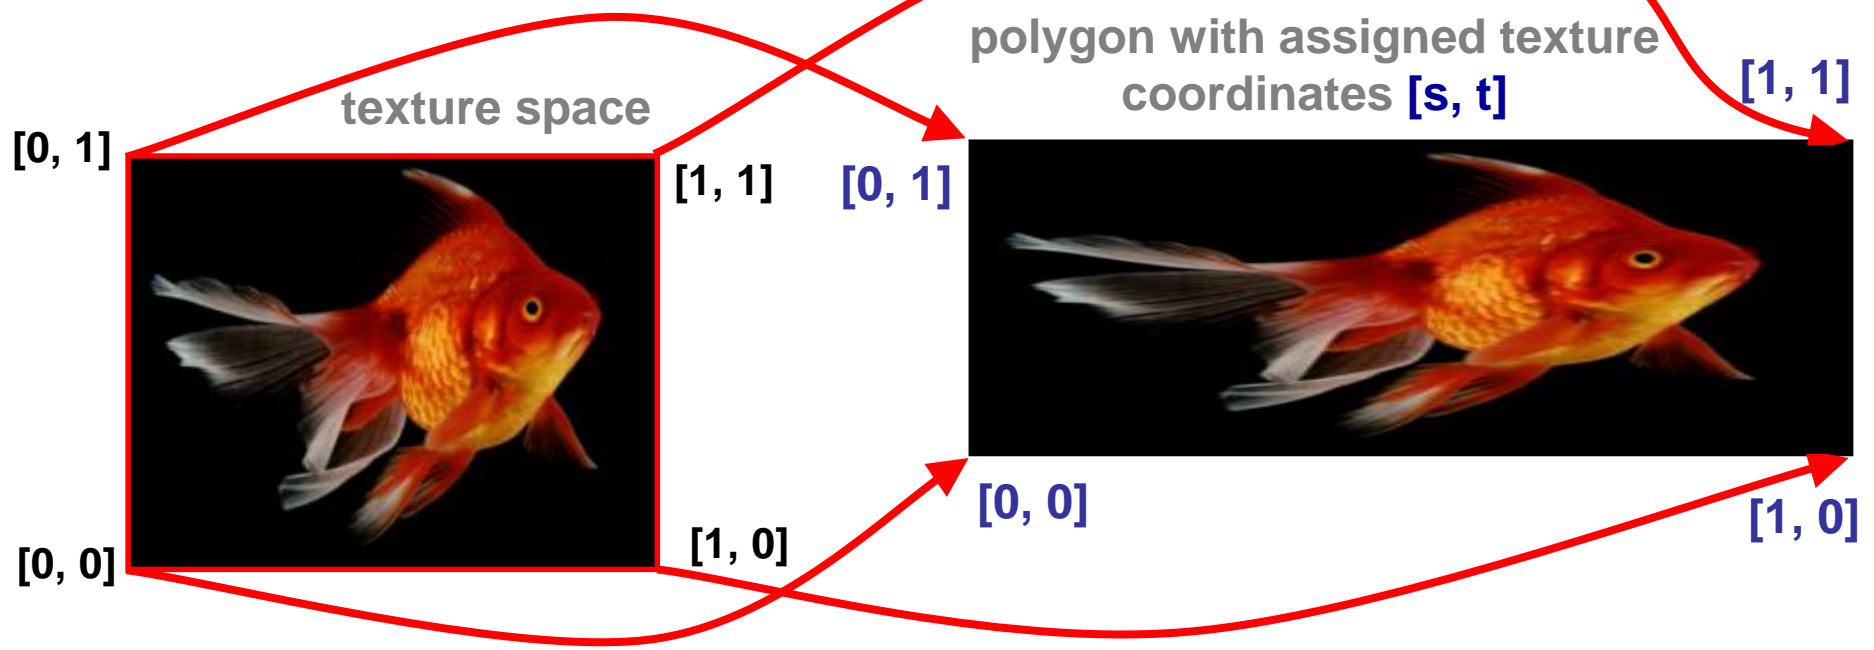 polygon with assigned texture
coordinates [s, t]
texture space
[1, 1]
[0, 1]
[1, 1]
[0, 1]
[0, 0]
[1, 0]
[0, 0]
[1, 0]